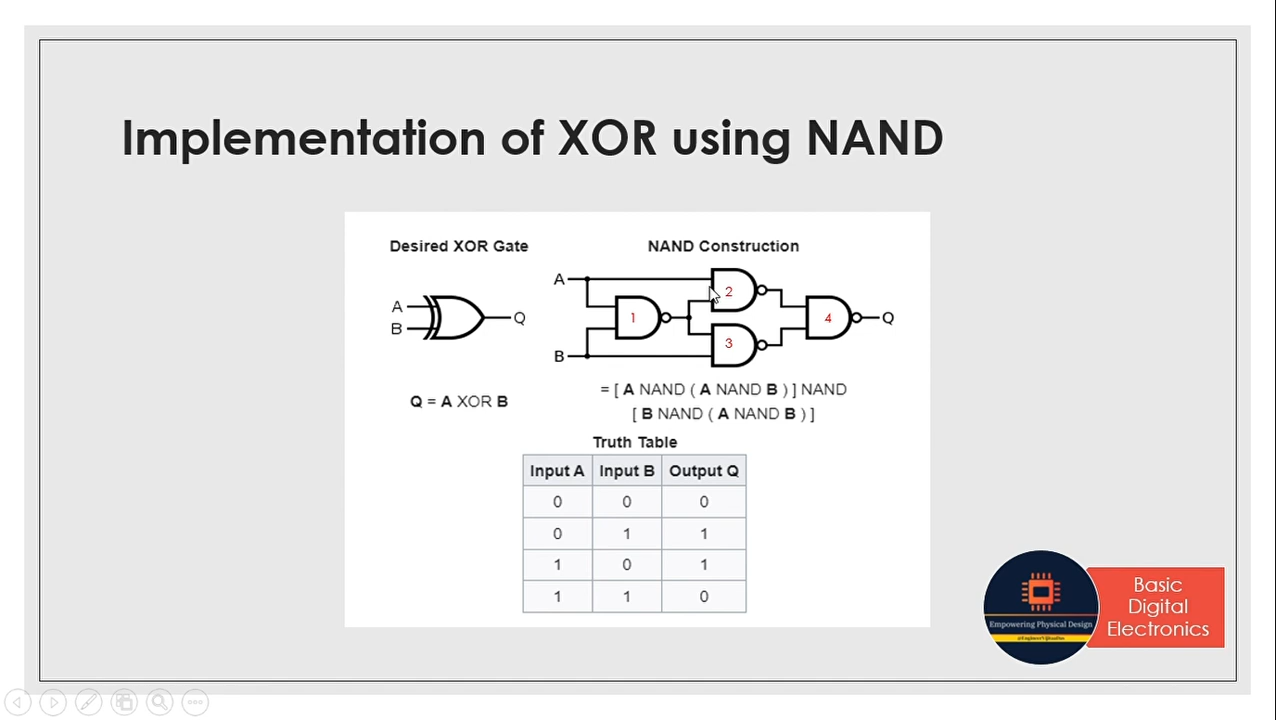 Implementation of XOR using NAND
Desired XOR Gate
NAND Construction
A
B
Q
A
B
1
2
3
4
Q
Q = A XOR B
= [ A NAND ( A NAND B ) ] NAND
[ B NAND ( A NAND B ) ]
Truth Table
Input A Input B Output Q
0 0 0
0 1 1
1 0 1
1 1 0
Empowering Physical Design
Basic
Digital
Electronics